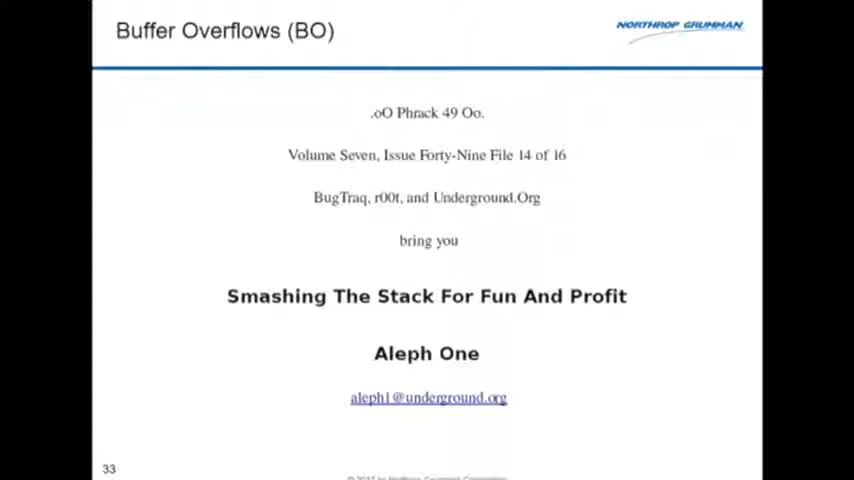 Buffer Overflows (BO)
NORTHROP GRUMMAN
.oO Phrack 49 Oo.
Volume Seven, Issue Forty-Nine File 14 of 16
BugTraq, r00t, and Underground.Org
bring you
Smashing The Stack For Fun And Profit
Aleph One
aleph1@underground.org
33